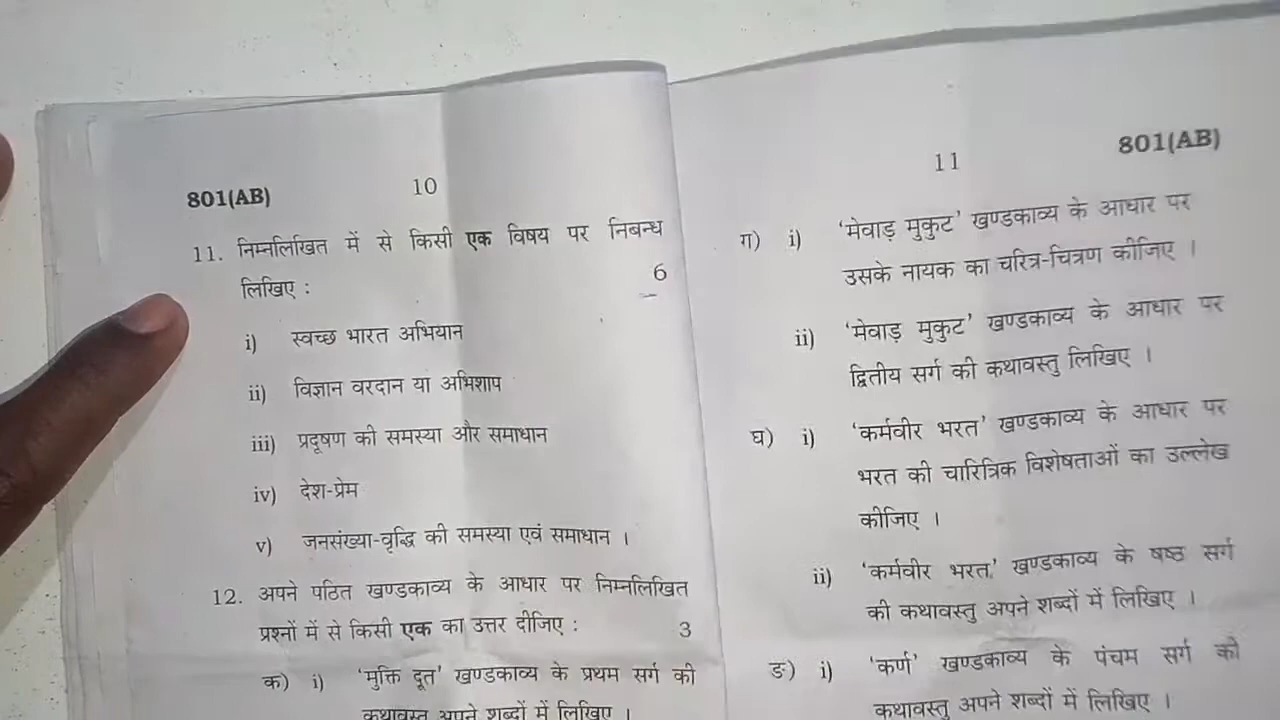 801(AB)
10
11. निम्नलिखित में से किसी एक विषय पर निबन्ध
लिखिए :
6
i) स्वच्छ भारत अभियान
ii) विज्ञान वरदान या अभिशाप
iii) प्रदूषण की समस्या और समाधान
iv) देश-प्रेम
v) जनसंख्या-वृद्धि की समस्या एवं समाधान ।
12. अपने पठित खण्डकाव्य के आधार पर निम्नलिखित
प्रश्नों में से किसी एक का उत्तर दीजिए : 3
क) i) 'मुक्ति दूत' खण्डकाव्य के प्रथम सर्ग की
कथावस्तु अपने शब्दों में लिखिए ।
11
801(AB)
ग) i) 'मेवाड़ मुकुट' खण्डकाव्य के आधार पर
उसके नायक का चरित्र-चित्रण कीजिए ।
ii) 'मेवाड़ मुकुट' खण्डकाव्य के आधार पर
द्वितीय सर्ग की कथावस्तु लिखिए ।
घ) i) 'कर्मवीर भरत' खण्डकाव्य के आधार पर
भरत की चारित्रिक विशेषताओं का उल्लेख
कीजिए ।
ii) 'कर्मवीर भरत' खण्डकाव्य के षष्ठ सर्ग
की कथावस्तु अपने शब्दों में लिखिए ।
ङ) i) 'कर्ण' खण्डकाव्य के पंचम सर्ग की
कथावस्तु अपने शब्दों में लिखिए ।